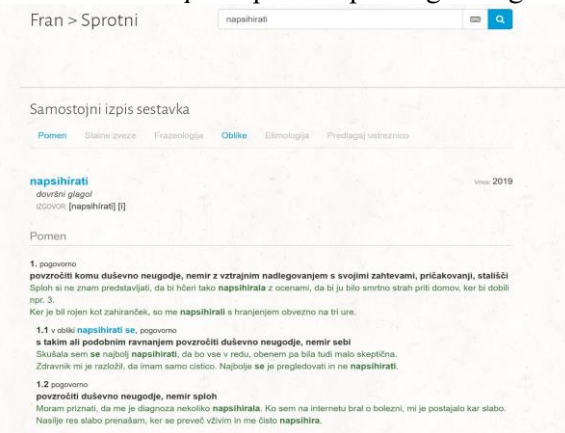 Fran > Sprotni
napsihirati
Samostojni izpis sestavka
Pomen Stalne zveze Frazeologija Oblike Etimologija Predlagaj ustreznico
napsihírati Vnos: 2019
dovršni glagol
IZGOVOR: [napsihírati] [i]
Pomen
1. pogovorno
povzročiti komu duševno neugodje, nemir z vztrajnim nadlegovanjem s svojimi zahtevami, pričakovanji, stališči
Sploh si ne znam predstavljati, da bi hčeri tako napsihirala z ocenami, da bi ju bilo smrtno strah priti domov, ker bi dobili
npr. 3.
Ker je bil rojen kot zahiranček, so me napsihirali s hranjenjem obvezno na tri ure.
1.1 v obliki napsihirati se, pogovorno
s takim ali podobnim ravnanjem povzročiti duševno neugodje, nemir sebi
Skušala sem se najbolj napsihirati, da bo vse v redu, obenem pa bila tudi malo skeptična.
Zdravnik mi je razložil, da imam samo cistico. Najbolje se je pregledovati in ne napsihirati.
1.2 pogovorno
povzročiti duševno neugodje, nemir sploh
Moram priznati, da me je diagnoza nekoliko napsihirala. Ko sem na internetu bral o bolezni, mi je postajalo kar slabo.
Nasilje res slabo prenašam, ker se preveč vživim in me čisto napsihira.